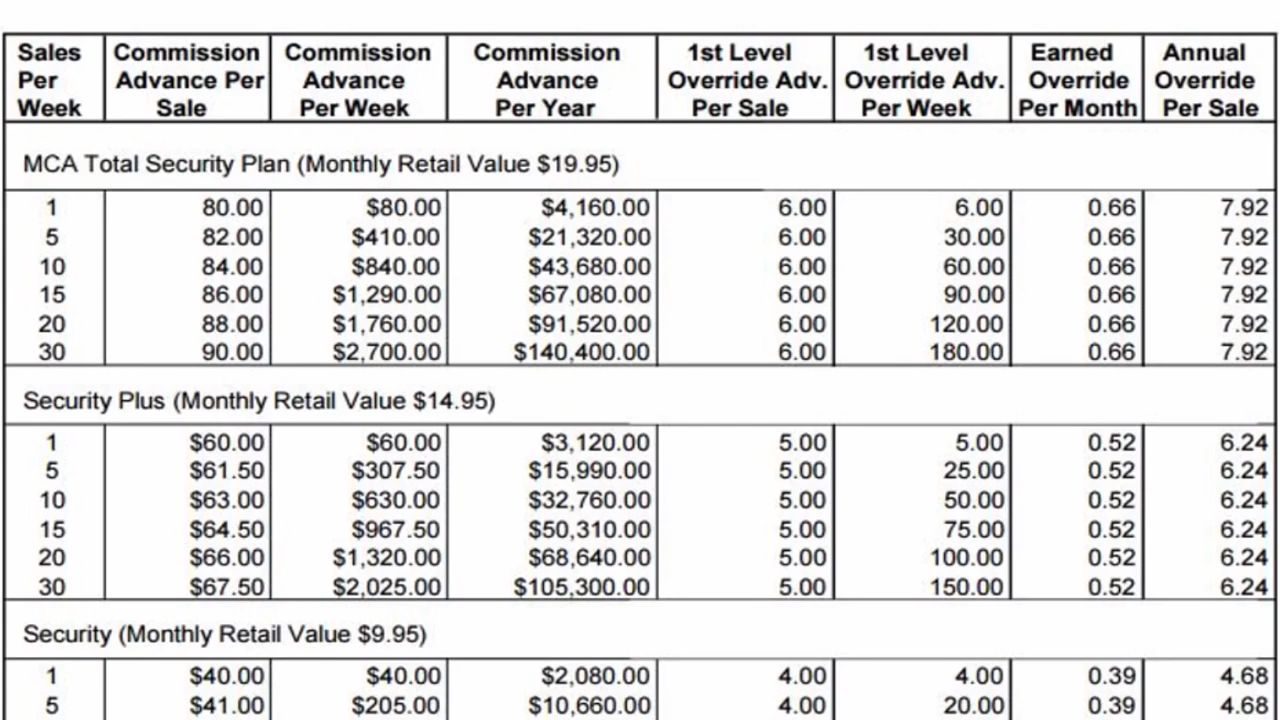 Sales Per Week | Commission Advance Per Sale | Commission Advance Per Week | Commission Advance Per Year | 1st Level Override Adv. Per Sale | 1st Level Override Adv. Per Week | Earned Override Per Month | Annual Override Per Sale
MCA Total Security Plan (Monthly Retail Value $19.95)
1 80.00 $80.00 $4,160.00 6.00 6.00 0.66 7.92
5 82.00 $410.00 $21,320.00 6.00 30.00 0.66 7.92
10 84.00 $840.00 $43,680.00 6.00 60.00 0.66 7.92
15 86.00 $1,290.00 $67,080.00 6.00 90.00 0.66 7.92
20 88.00 $1,760.00 $91,520.00 6.00 120.00 0.66 7.92
30 90.00 $2,700.00 $140,400.00 6.00 180.00 0.66 7.92
Security Plus (Monthly Retail Value $14.95)
1 $60.00 $60.00 $3,120.00 5.00 5.00 0.52 6.24
5 $61.50 $307.50 $15,990.00 5.00 25.00 0.52 6.24
10 $63.00 $630.00 $32,760.00 5.00 50.00 0.52 6.24
15 $64.50 $967.50 $50,310.00 5.00 75.00 0.52 6.24
20 $66.00 $1,320.00 $68,640.00 5.00 100.00 0.52 6.24
30 $67.50 $2,025.00 $105,300.00 5.00 150.00 0.52 6.24
Security (Monthly Retail Value $9.95)
1 $40.00 $40.00 $2,080.00 4.00 4.00 0.39 4.68
5 $41.00 $205.00 $10,660.00 4.00 20.00 0.39 4.68